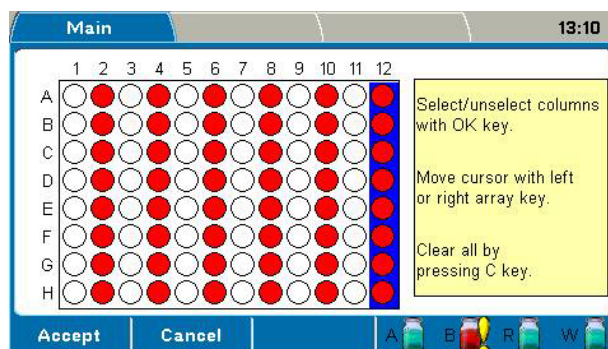 Main
13:10
1 2 3 4 5 6 7 8 9 10 11 12
A
B
C
D
E
F
G
H
Select/unselect columns
with OK key.
Move cursor with left
or right array key.
Clear all by
pressing C key.
Accept Cancel A B R W